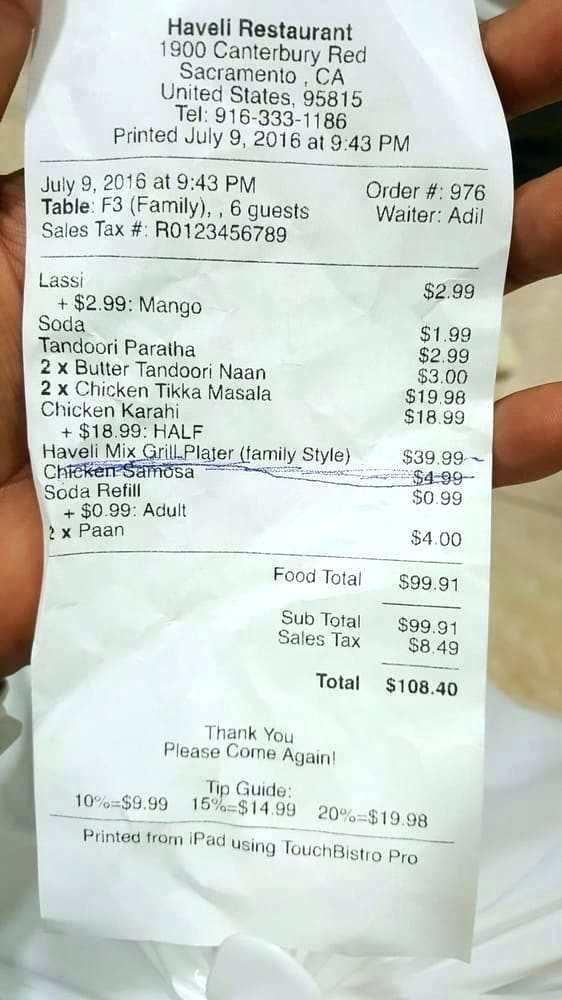 Haveli Restaurant
1900 Canterbury Red
Sacramento , CA
United States, 95815
Tel: 916-333-1186
Printed July 9, 2016 at 9:43 PM
July 9, 2016 at 9:43 PM Order #: 976
Table: F3 (Family), , 6 guests Waiter: Adil
Sales Tax #: R0123456789
Lassi $2.99
+ $2.99: Mango
Soda $1.99
Tandoori Paratha $2.99
2 x Butter Tandoori Naan $3.00
2 x Chicken Tikka Masala $19.98
Chicken Karahi $18.99
+ $18.99: HALF
Haveli Mix Grill Plater (family Style) $39.99
Chicken Samosa $4.99
Soda Refill $0.99
+ $0.99: Adult
2 x Paan $4.00
Food Total $99.91
Sub Total $99.91
Sales Tax $8.49
Total $108.40
Thank You
Please Come Again!
Tip Guide:
10%=$9.99 15%=$14.99 20%=$19.98
Printed from iPad using TouchBistro Pro